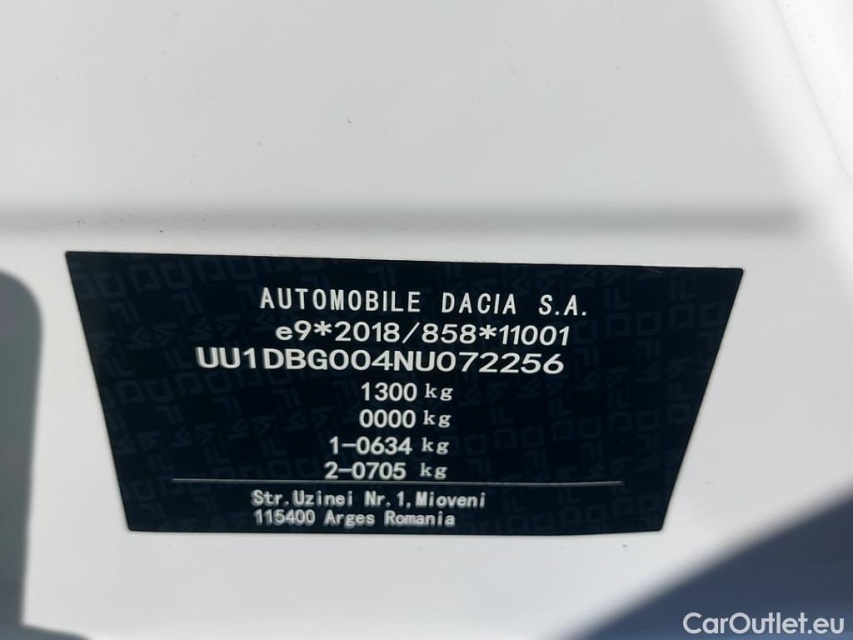 AUTOMOBILE DACIA S.A.
e9*2018/858*11001
UU1DBG004NU072256
1300 kg
0000 kg
1-0634 kg
2-0705 kg
Str.Uzinei Nr.1,Mioveni
115400 Arges Romania
CarOutlet.eu